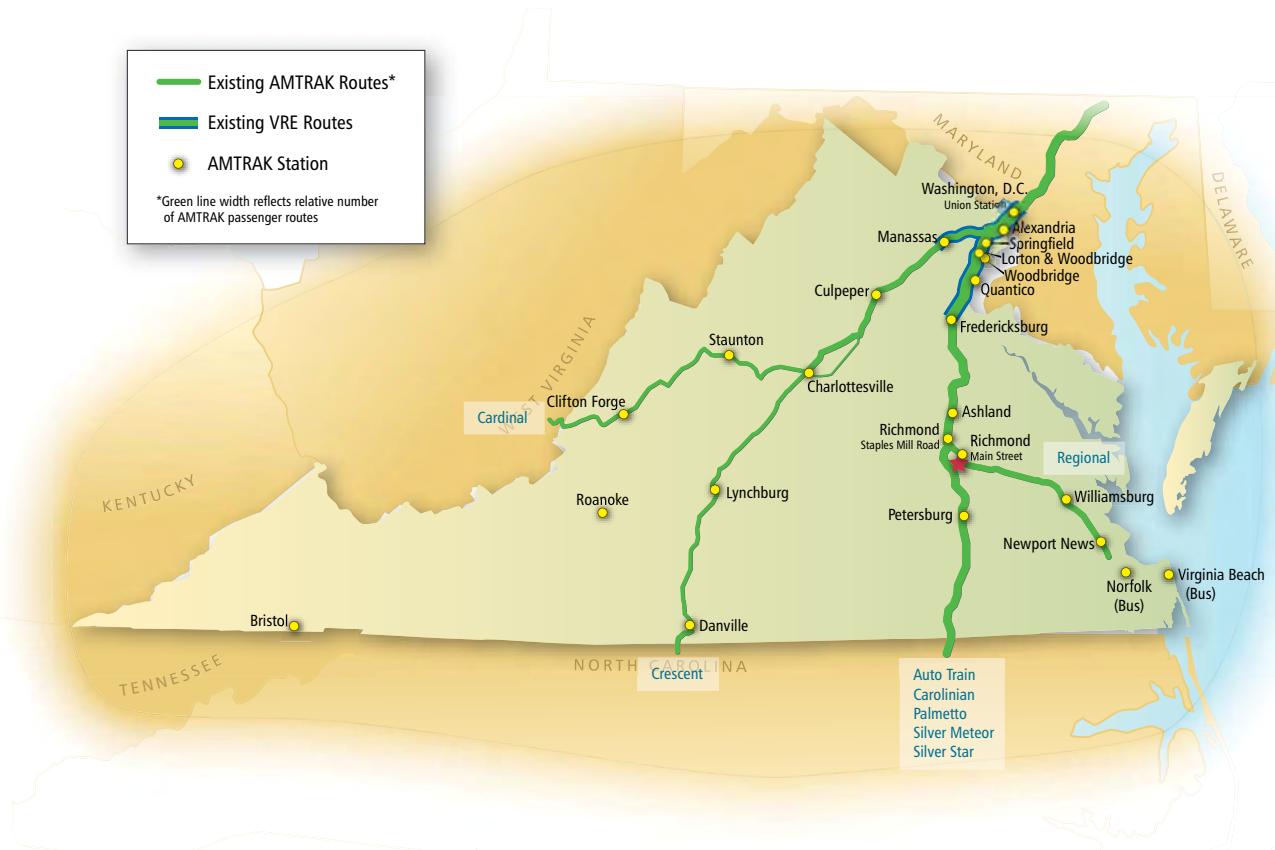 Existing AMTRAK Routes*
Existing VRE Routes
AMTRAK Station
*Green line width reflects relative number
of AMTRAK passenger routes
MARYLAND
DELAWARE
Washington, D.C.
Union Station
Alexandria
Manassas
Springfield
Lorton & Woodbridge
Woodbridge
Quantico
Culpeper
Fredericksburg
WEST VIRGINIA
Staunton
Charlottesville
Clifton Forge
Cardinal
Ashland
Richmond
Staples Mill Road
Richmond
Main Street
Regional
KENTUCKY
Roanoke
Lynchburg
Williamsburg
Petersburg
Newport News
Norfolk
(Bus)
Virginia Beach
(Bus)
Bristol
Danville
TENNESSEE
NORTH CAROLINA
Crescent
Auto Train
Carolinian
Palmetto
Silver Meteor
Silver Star